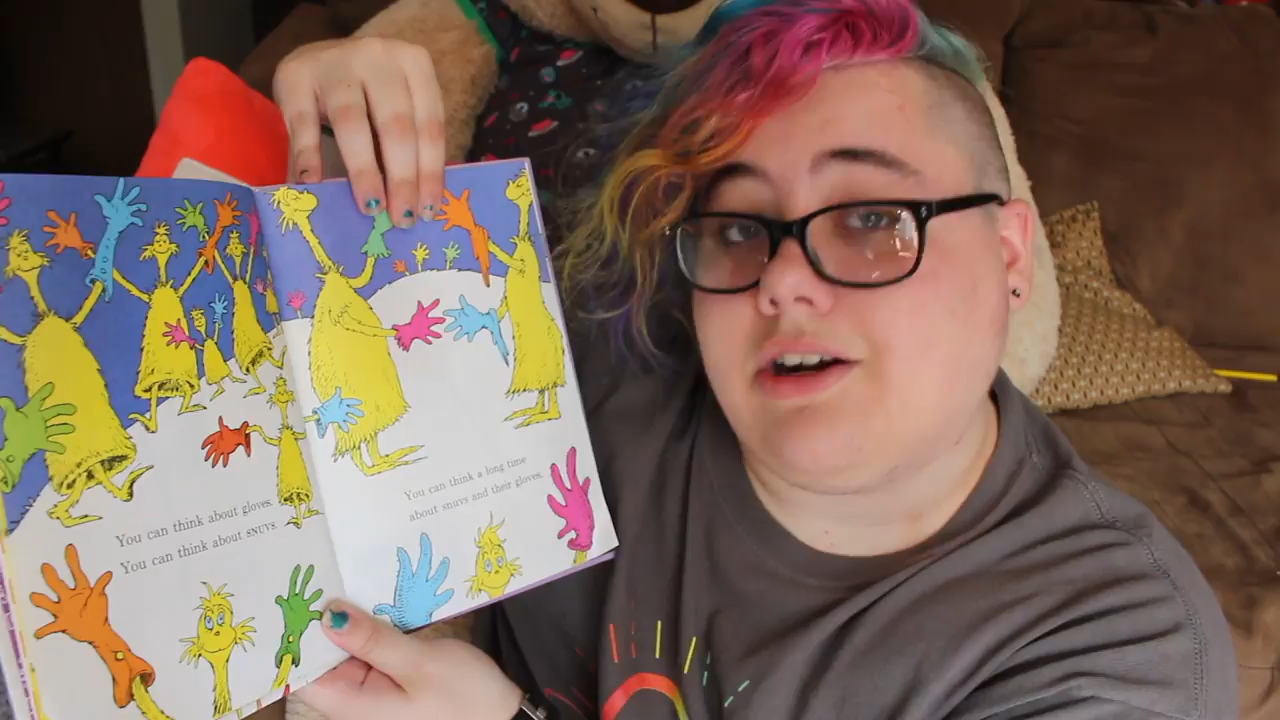 You can think about gloves.
You can think about SNUVS.
You can think a long time
about snuvs and their gloves.